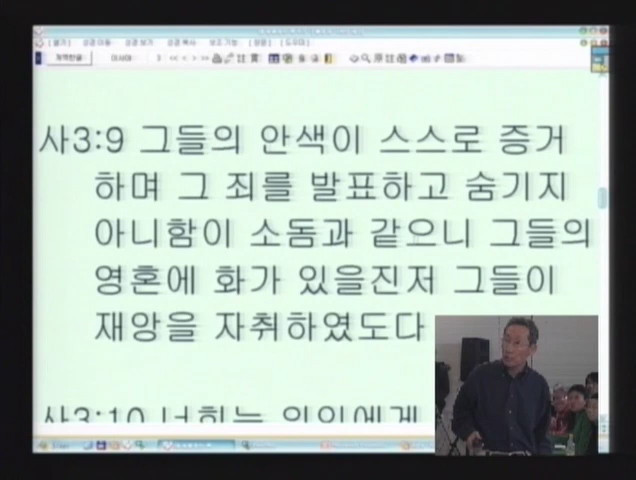 사3:9 그들의 안색이 스스로 증거
하며 그 죄를 발표하고 숨기지
아니함이 소돔과 같으니 그들의
영혼에 화가 있을진저 그들이
재앙을 자취하였도다
사3:10 너희는 의인에게